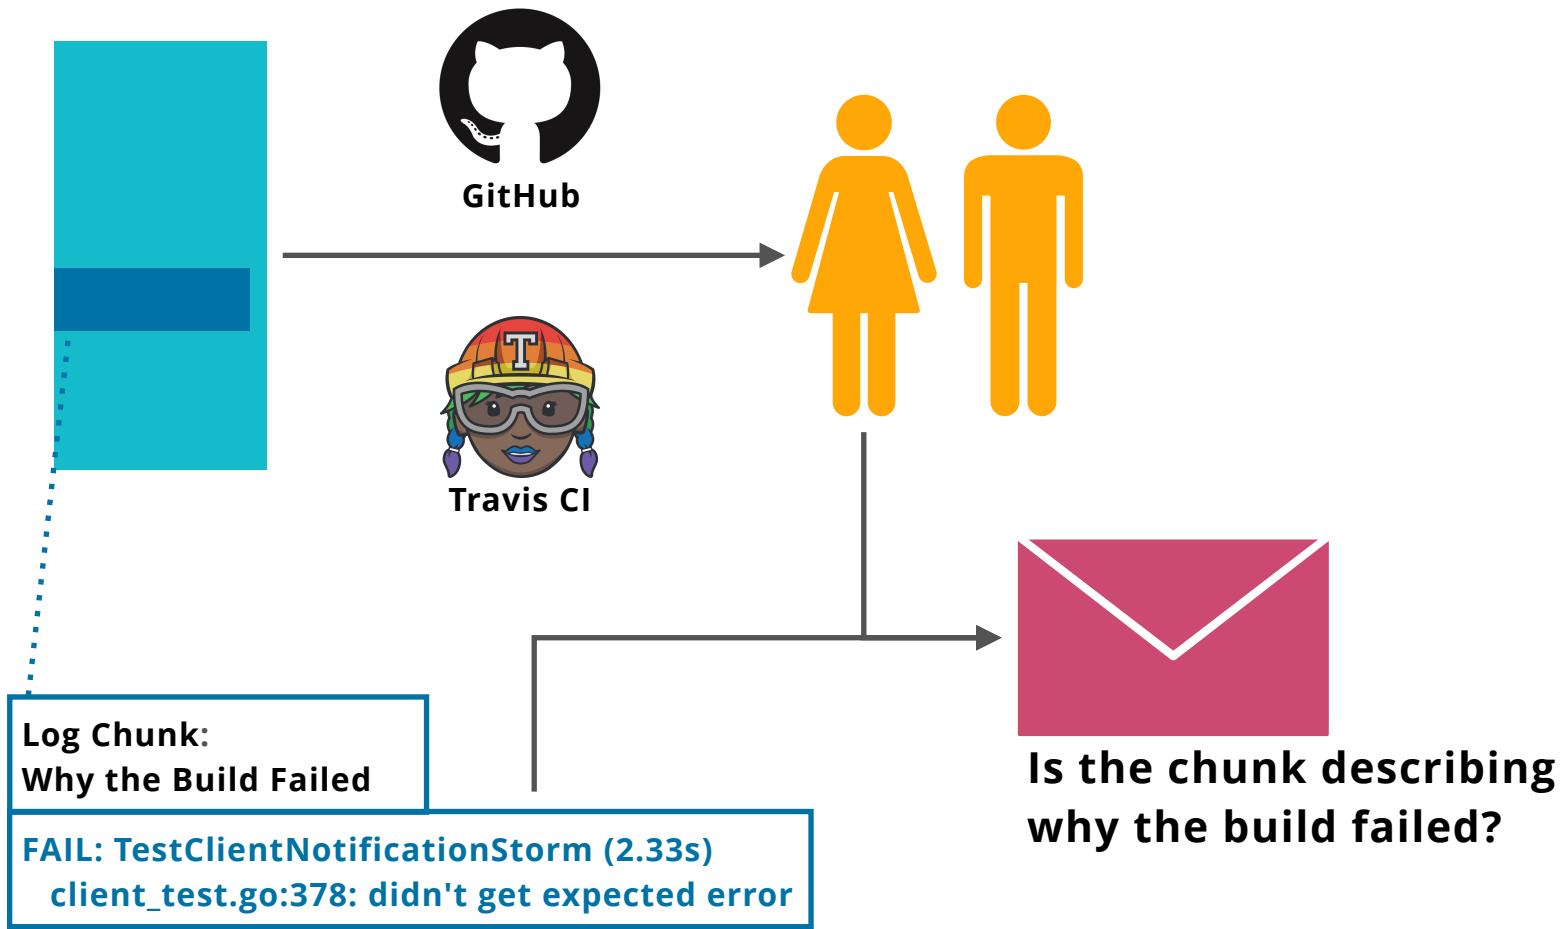 GitHub
T
Travis CI
Log Chunk:
Why the Build Failed
FAIL: TestClientNotificationStorm (2.33s)
client_test.go:378: didn't get expected error
Is the chunk describing
why the build failed?